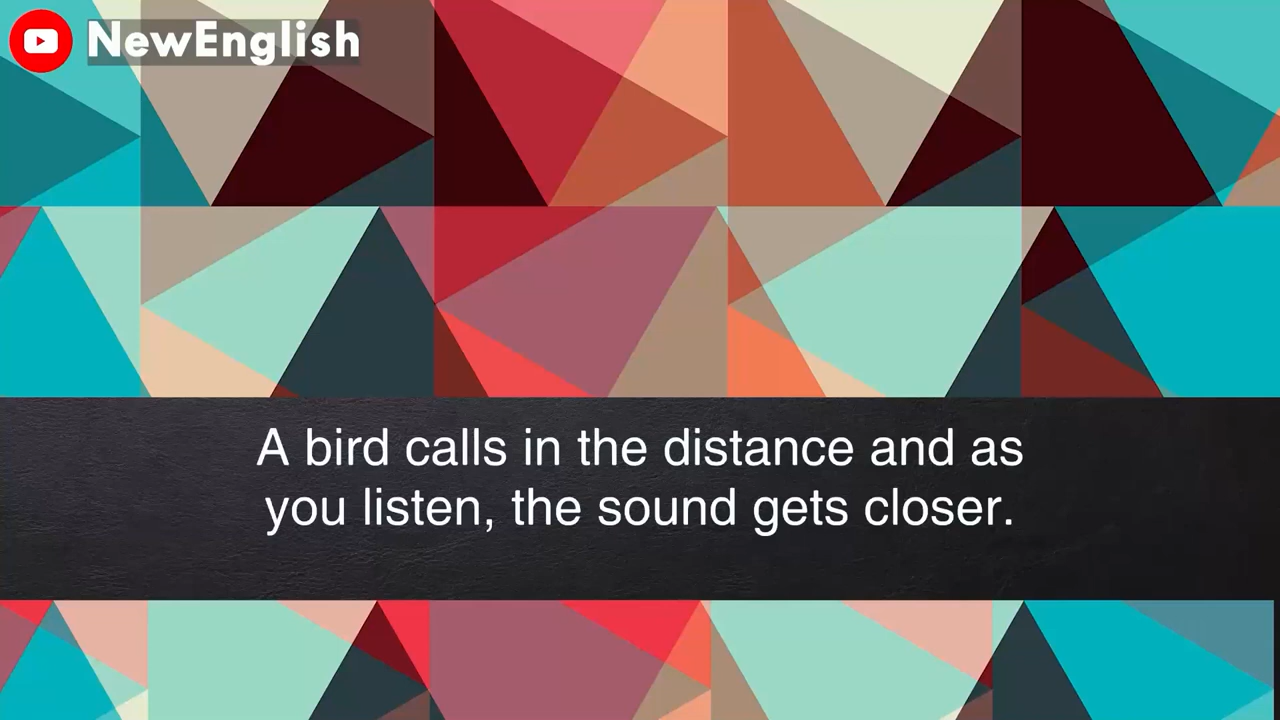 NewEnglish
A bird calls in the distance and as
you listen, the sound gets closer.